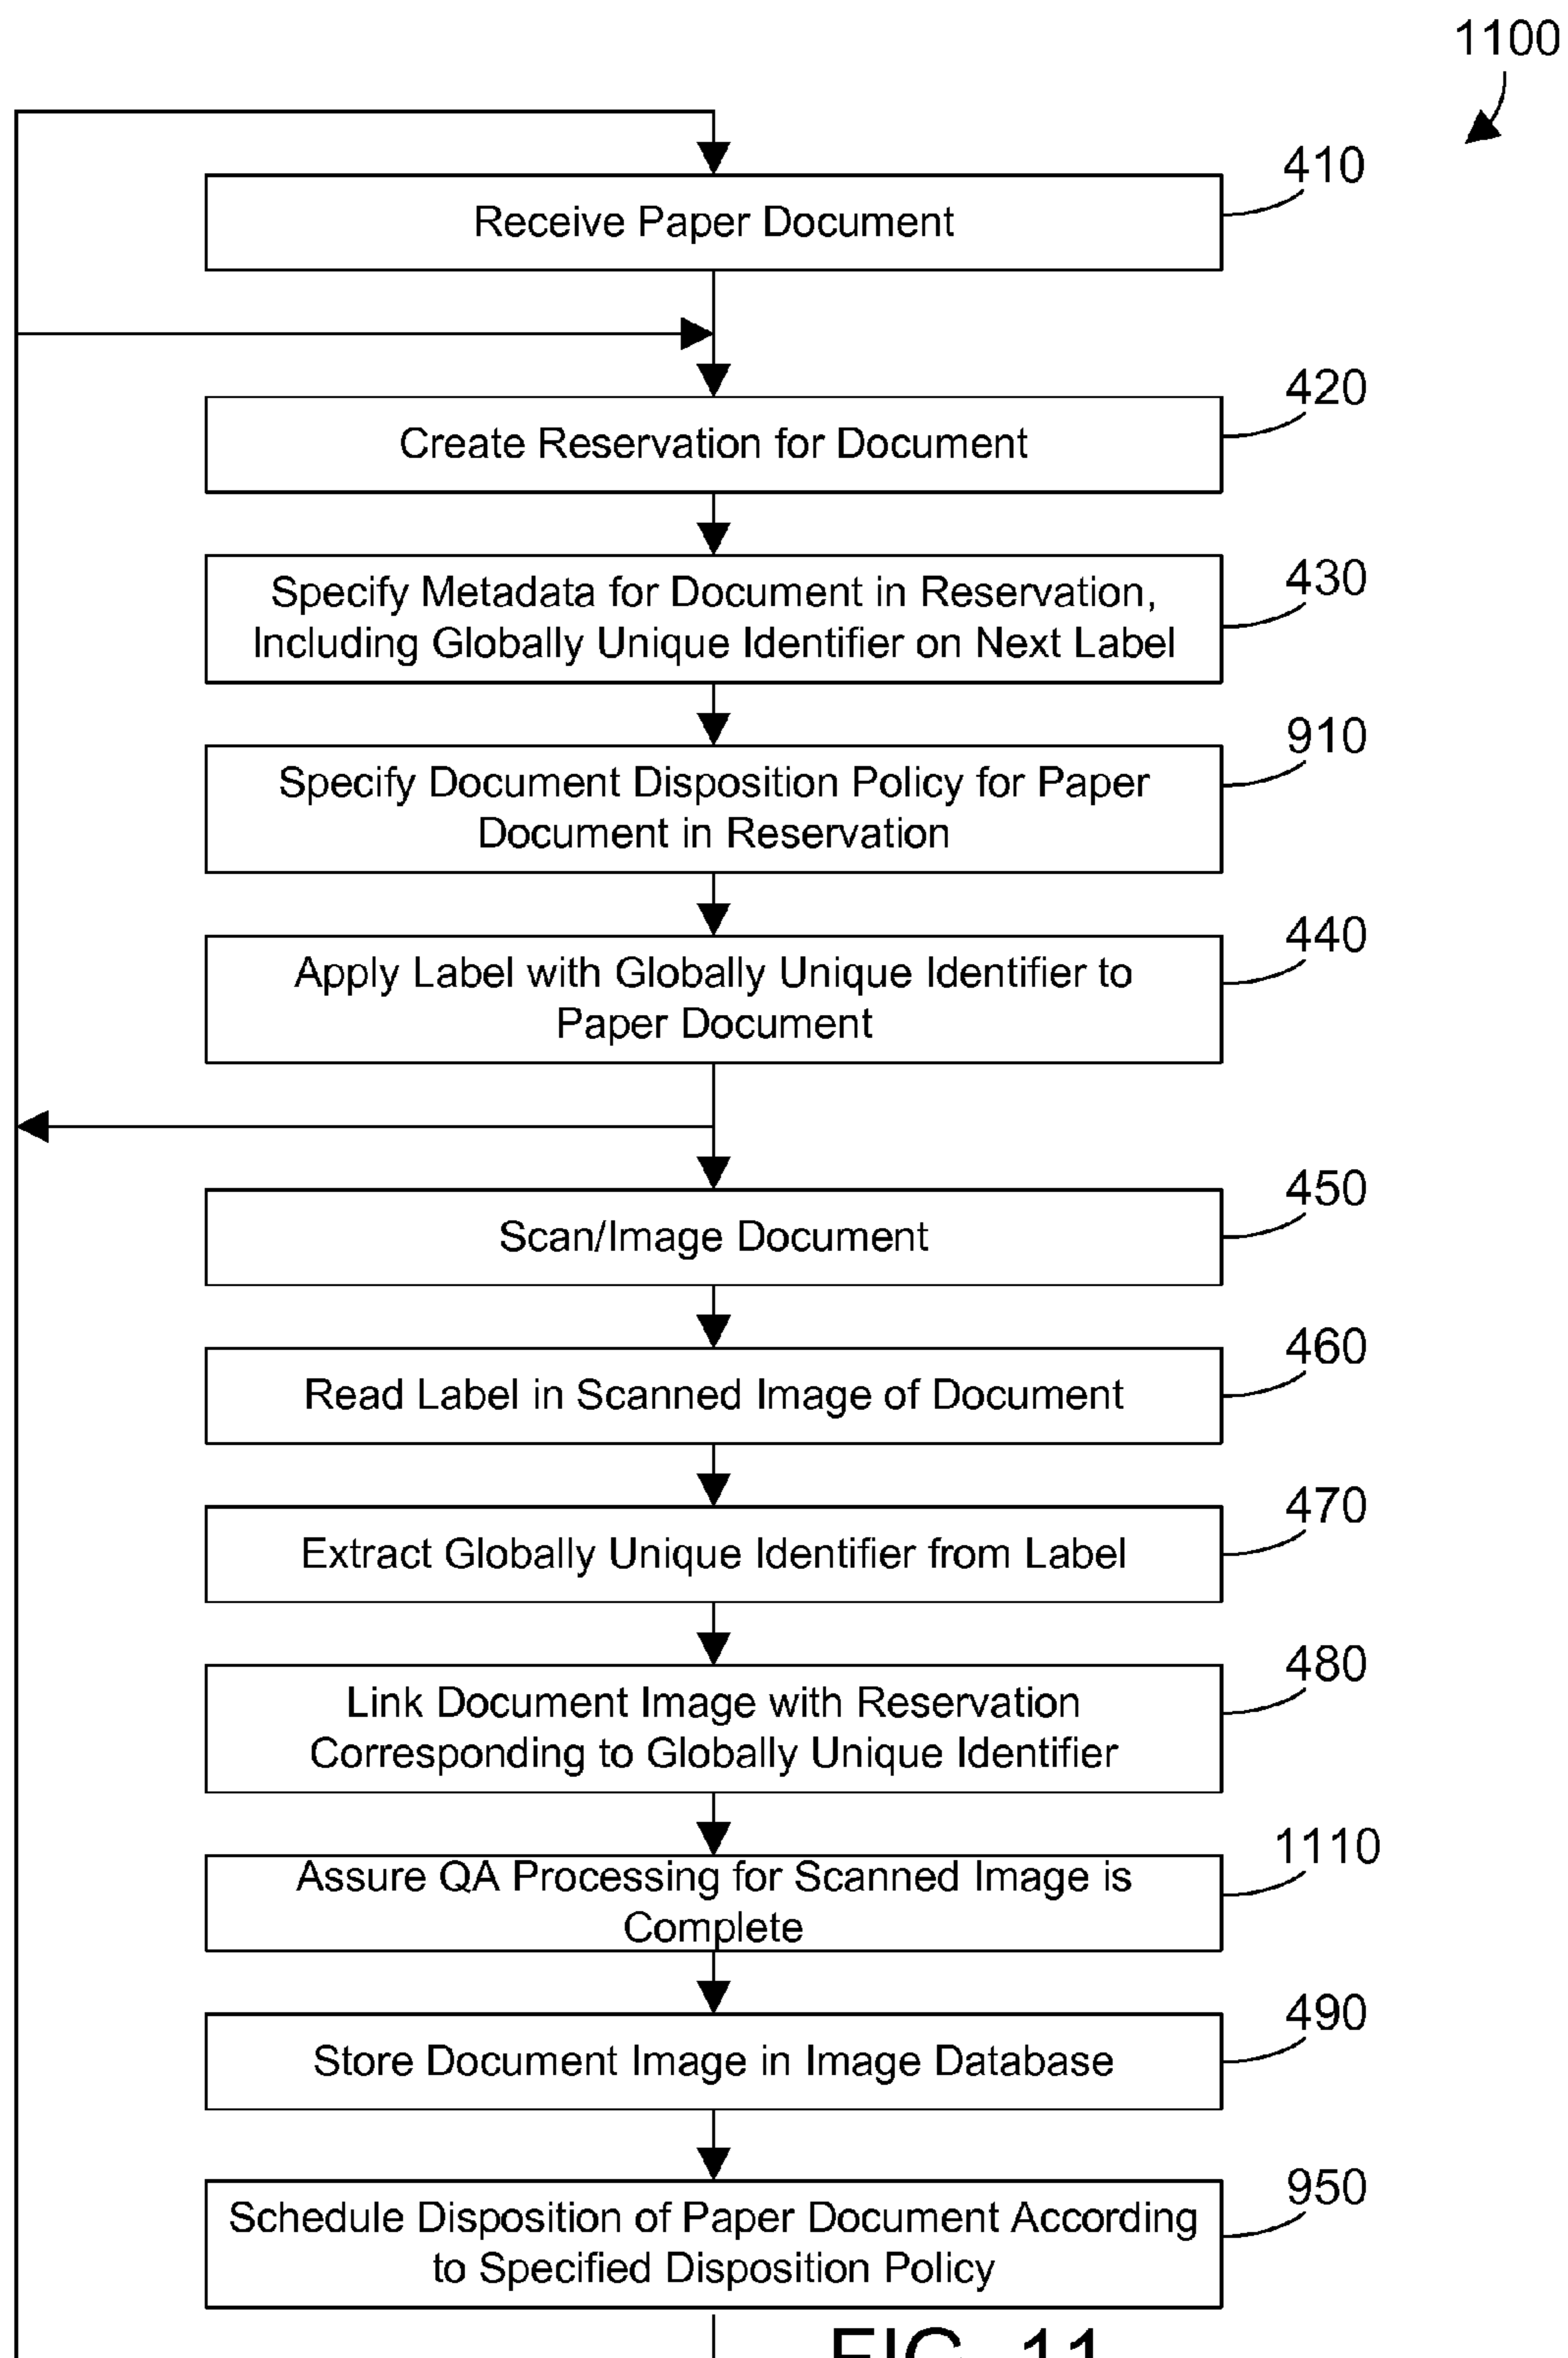 1100
410
Receive Paper Document
420
Create Reservation for Document
430
Specify Metadata for Document in Reservation,
Including Globally Unique Identifier on Next Label
910
Specify Document Disposition Policy for Paper
Document in Reservation
440
Apply Label with Globally Unique Identifier to
Paper Document
450
Scan/Image Document
460
Read Label in Scanned Image of Document
470
Extract Globally Unique Identifier from Label
480
Link Document Image with Reservation
Corresponding to Globally Unique Identifier
1110
Assure QA Processing for Scanned Image is
Complete
490
Store Document Image in Image Database
950
Schedule Disposition of Paper Document According
to Specified Disposition Policy
FIG. 11